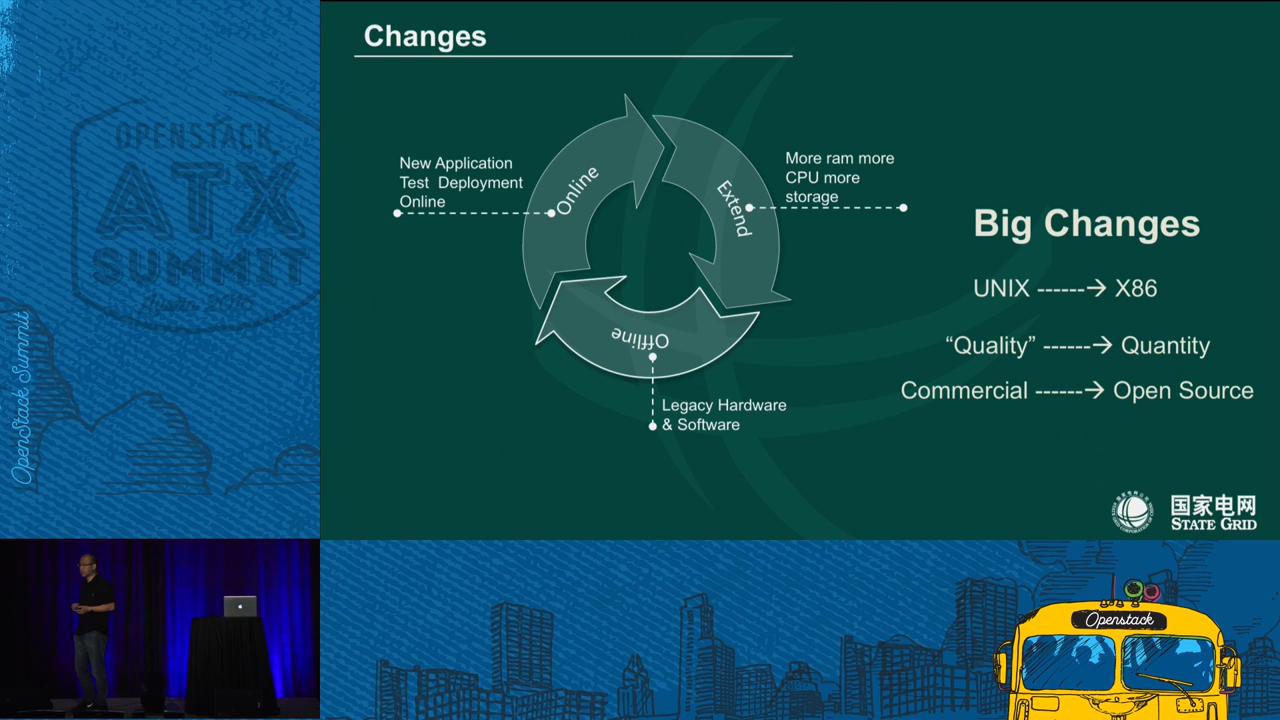 Changes
New Application
Test Deployment
Online
Online
Extend
More ram more
CPU more
storage
Offline
Legacy Hardware
& Software
Big Changes
UNIX ------→ X86
“Quality” ------→ Quantity
Commercial ------→ Open Source
国家电网
STATE GRID
OPENSTACK
ATX
SUMMIT
Austin 2016
OpenStack Summit
Openstack